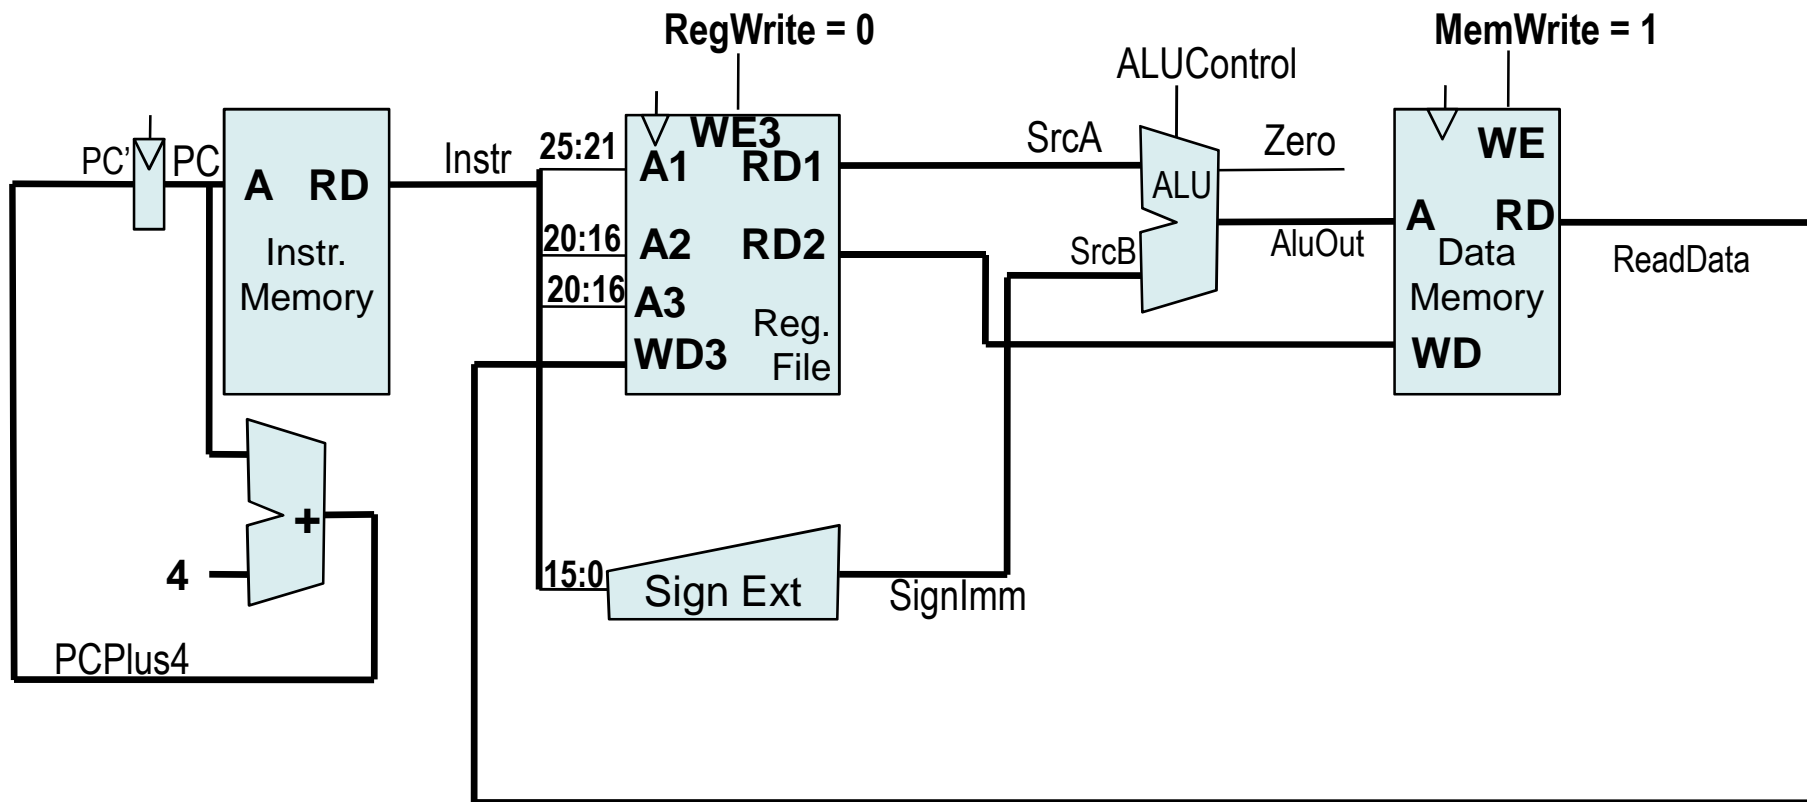 RegWrite = 0
MemWrite = 1
ALUControl
PC'
PC
A RD
Instr.
Memory
Instr
25:21
20:16
20:16
15:0
WE3
A1 RD1
A2 RD2
A3
WD3
Reg.
File
SrcA
SrcB
ALU
Zero
AluOut
WE
A RD
Data
Memory
WD
ReadData
+
4
PCPlus4
Sign Ext
SignImm